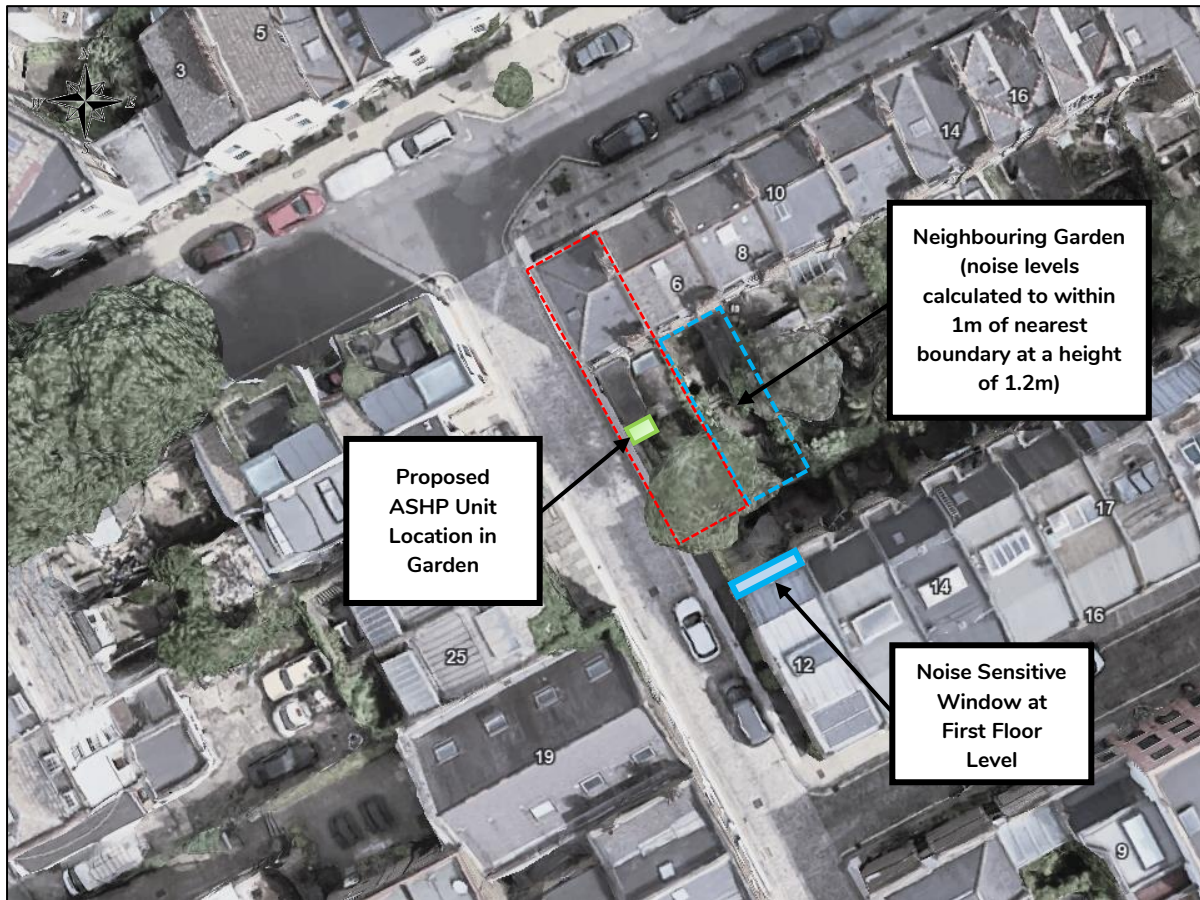 5
3
N
W
E
S
16
14
10
8
6
Neighbouring Garden
(noise levels
calculated to within
1m of nearest
boundary at a height
of 1.2m)
Proposed
ASHP Unit
Location in
Garden
17
14
16
12
25
19
Noise Sensitive
Window at
First Floor
Level
9